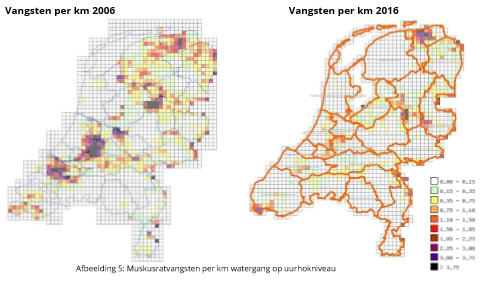 Vangsten per km 2006
Vangsten per km 2016
0,00 - 0,15
0,15 - 0,35
0,35 - 0,75
0,75 - 1,10
1,10 - 1,50
1,50 - 1,85
1,85 - 2,25
2,25 - 3,00
3,00 - 3,75
> 3,75
Afbeelding 5: Muskusratvangsten per km watergang op uurhokniveau